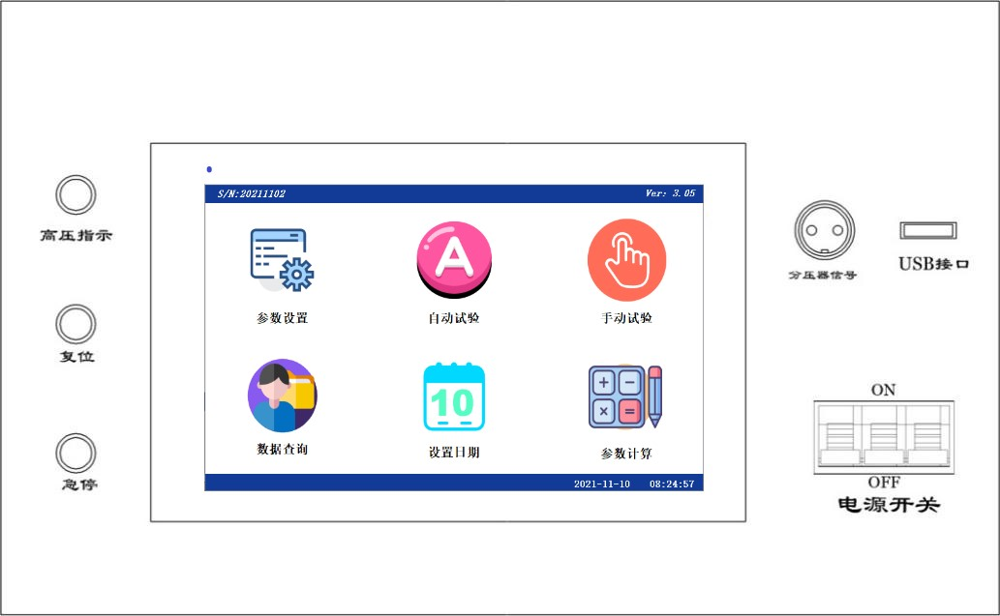 S/N:20211102
Ver: 3.05
高压指示
复位
急停
A
参数设置
自动试验
手动试验
10
数据查询
设置日期
参数计算
2021-11-10 08:24:57
分压器信号
USB接口
ON
OFF
电源开关